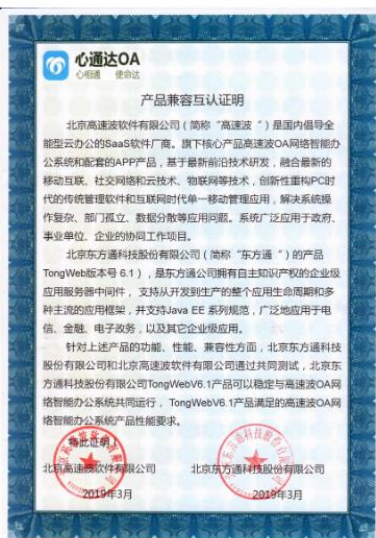 心通达OA
心相通 使命达
产品兼容互认证明
北京高速波软件有限公司（简称“高速波“）是国内倡导全
能型云办公的SaaS软件厂商。旗下核心产品高速波OA网络智能办
公系统和配套的APP产品，基于最新前沿技术研发，融合最新的
移动互联、社交网络和云技术、物联网等技术，创新性重构PC时
代的传统管理软件和互联网时代单一移动管理应用，解决系统操
作复杂、部门孤立、数据分散等应用问题。系统广泛应用于政府、
事业单位、企业的协同工作项目。
北京东方通科技股份有限公司（简称“东方通“）的产品
TongWeb版本号 6.1），是东方通公司拥有自主知识产权的企业级
应用服务器中间件，支持从开发到生产的整个应用生命周期和多
种主流的应用框架，并支持Java EE 系列规范，广泛地应用于电
信、金融、电子政务，以及其它企业级应用。
针对上述产品的功能、性能、兼容性方面，北京东方通科技
股份有限公司和北京高速波软件有限公司通过共同测试，北京东
方通科技股份有限公司TongWebV6.1产品可以稳定与高速波OA网
络智能办公系统共同运行，TongWebV6.1产品满足的高速波OA网
络智能办公系统产品性能要求。
特此证明！
北京高速波软件有限公司 北京东方通科技股份有限公司
2019年3月 2019年3月